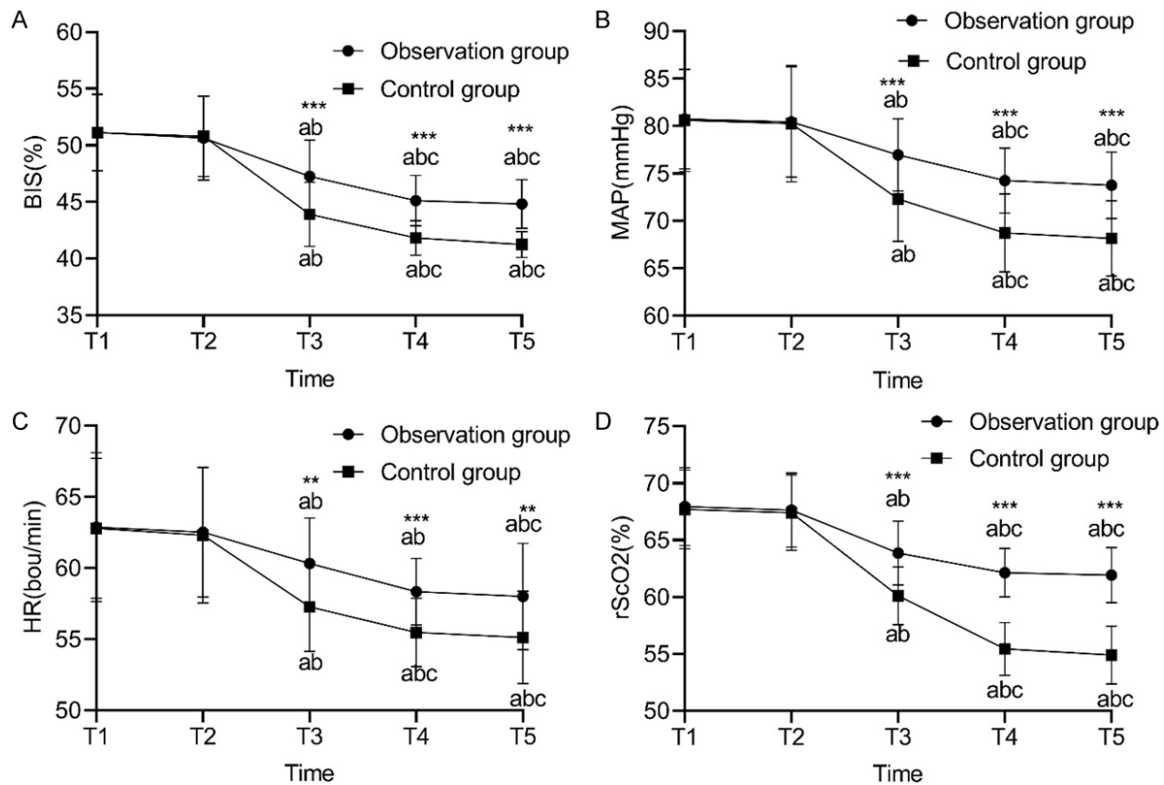 A
60
55
50
45
40
35
BIS(%)
Observation group
Control group
***
ab
***
abc
***
abc
ab
abc
abc
T1 T2 T3 T4 T5
Time
B
90
85
80
75
70
65
60
MAP(mmHg)
Observation group
Control group
***
ab
***
abc
***
abc
ab
abc
abc
T1 T2 T3 T4 T5
Time
C
70
65
60
55
50
HR(bou/min)
Observation group
Control group
**
ab
***
ab
**
abc
ab
abc
abc
T1 T2 T3 T4 T5
Time
D
75
70
65
60
55
50
rScO2(%)
Observation group
Control group
***
ab
***
abc
***
abc
ab
abc
abc
T1 T2 T3 T4 T5
Time